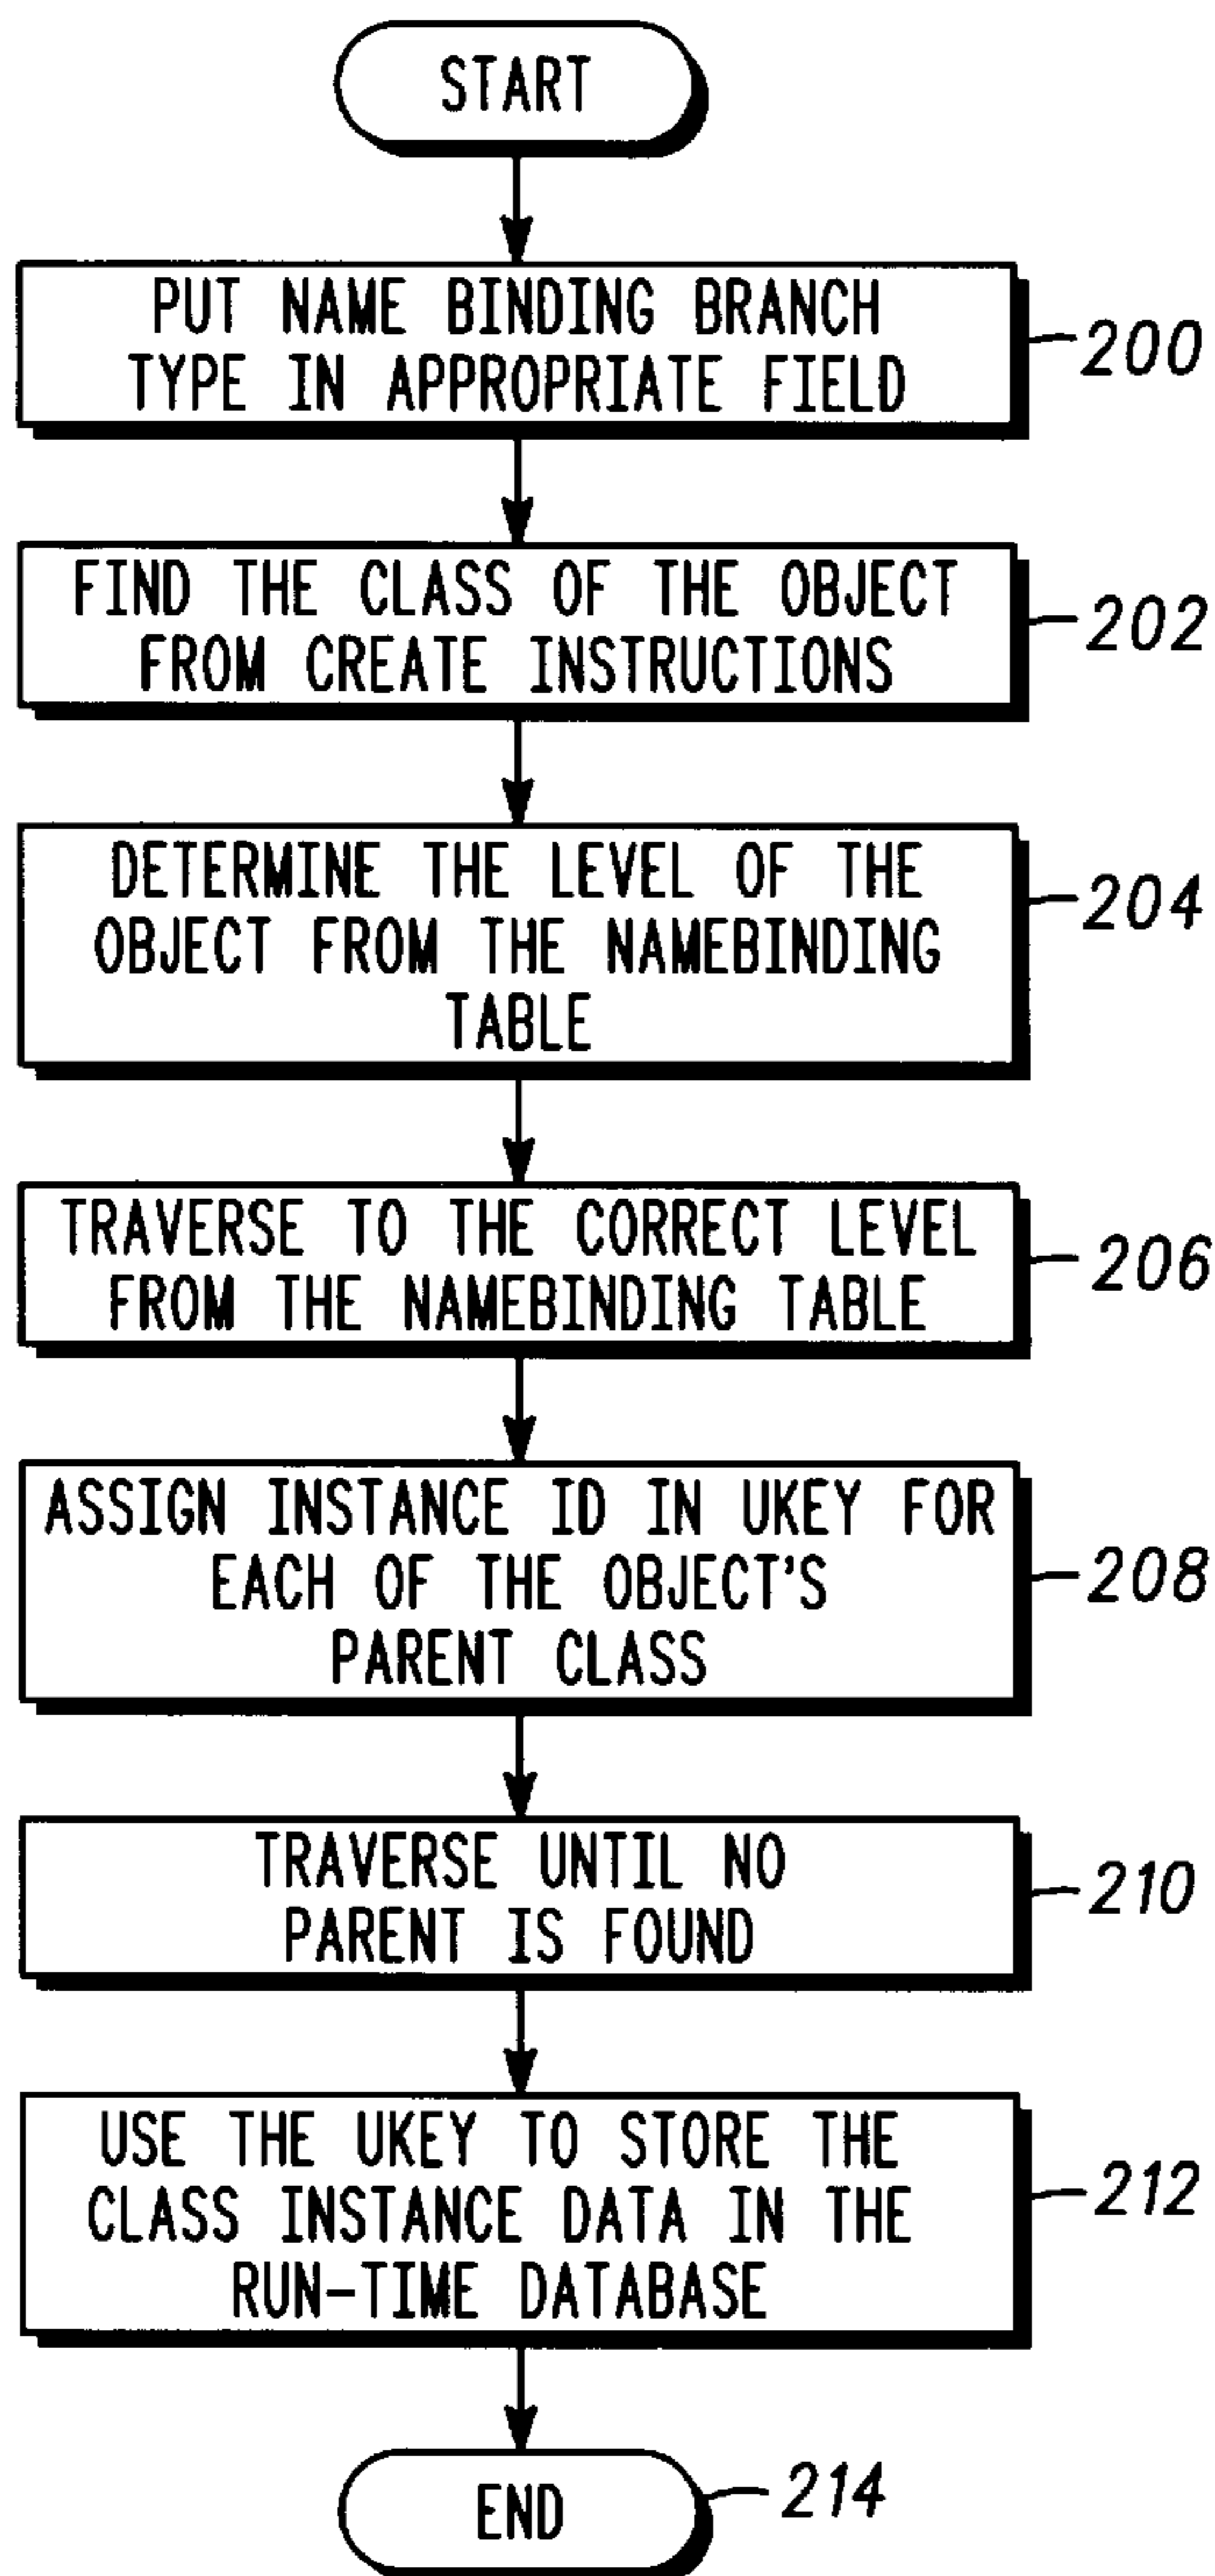 START
PUT NAME BINDING BRANCH
TYPE IN APPROPRIATE FIELD
200
FIND THE CLASS OF THE OBJECT
FROM CREATE INSTRUCTIONS
202
DETERMINE THE LEVEL OF THE
OBJECT FROM THE NAMEBINDING
TABLE
204
TRAVERSE TO THE CORRECT LEVEL
FROM THE NAMEBINDING TABLE
206
ASSIGN INSTANCE ID IN UKEY FOR
EACH OF THE OBJECT'S
PARENT CLASS
208
TRAVERSE UNTIL NO
PARENT IS FOUND
210
USE THE UKEY TO STORE THE
CLASS INSTANCE DATA IN THE
RUN-TIME DATABASE
212
END
214